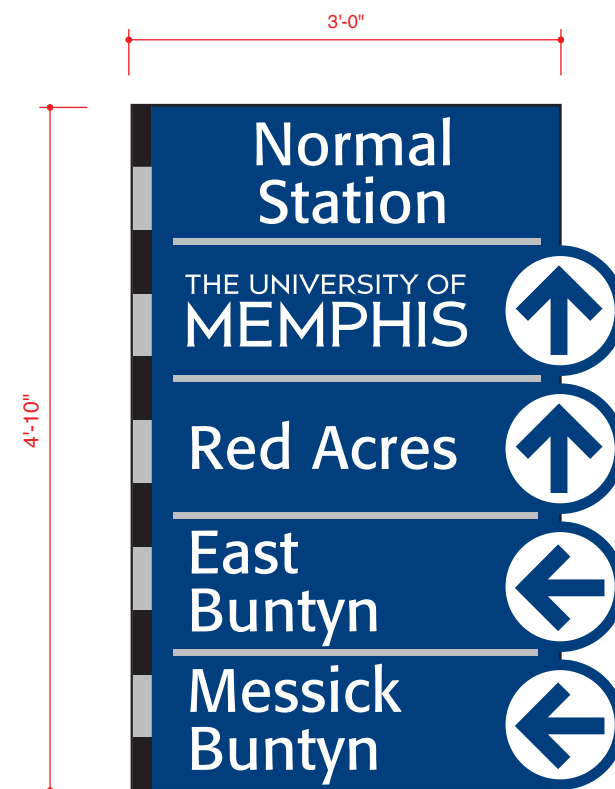 3'-0"
4'-10"
Normal
Station
THE UNIVERSITY OF
MEMPHIS
Red Acres
East
Buntyn
Messick
Buntyn